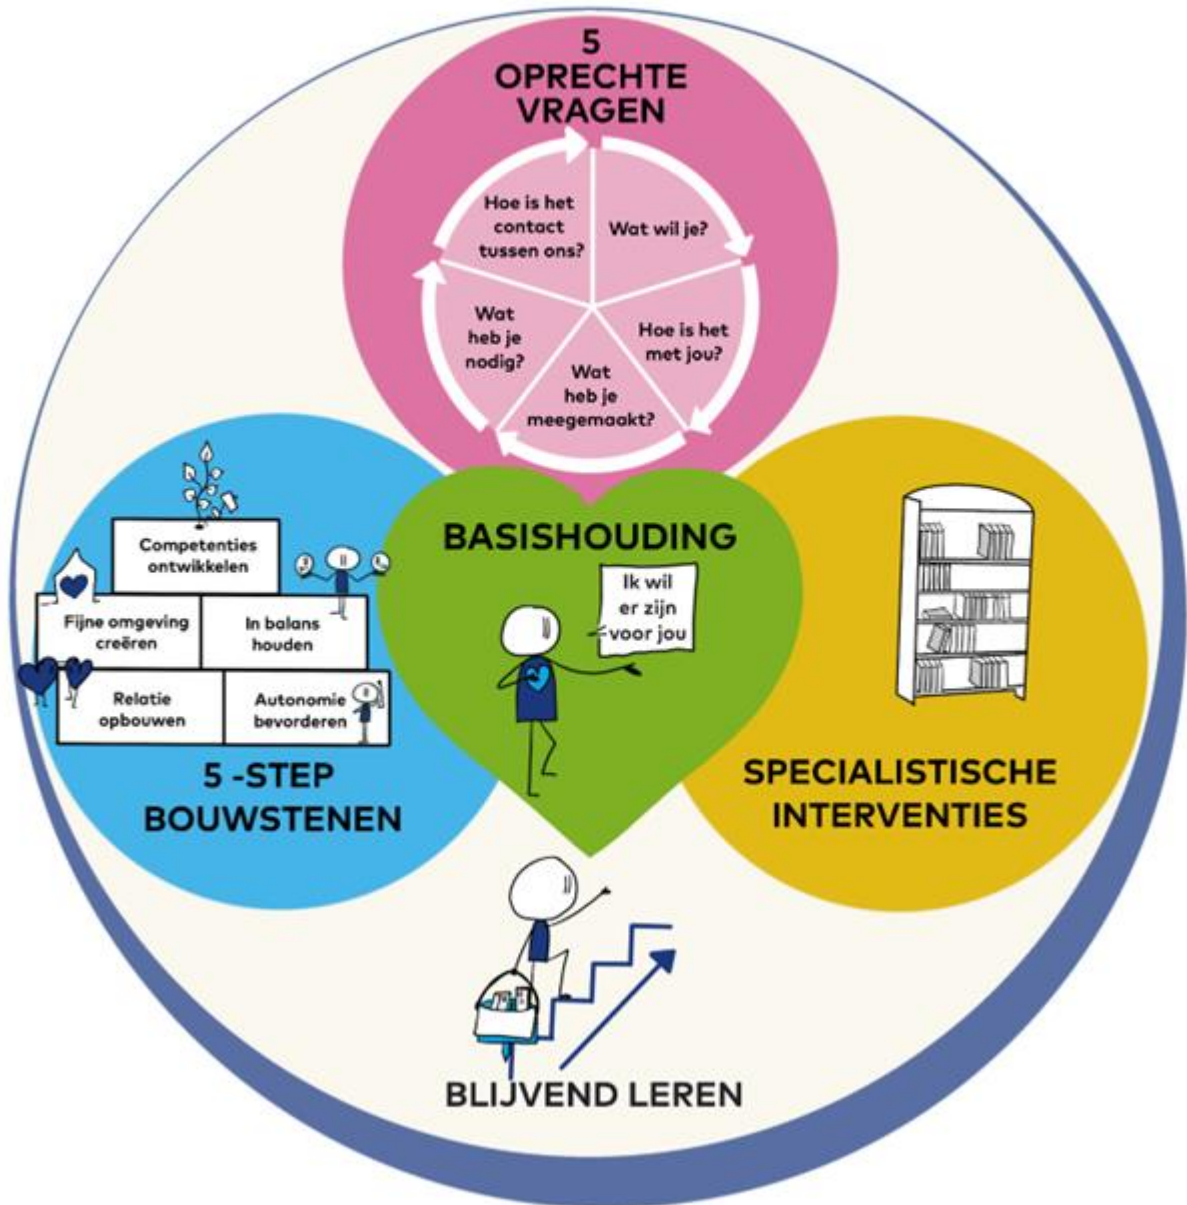 5
OPRECHTE
VRAGEN
Hoe is het
contact
tussen ons?
Wat wil je?
Hoe is het
met jou?
Wat
heb je
meegemaakt?
Wat
heb je
nodig?
BASISHOUDING
Ik wil
er zijn
voor jou
Competenties
ontwikkelen
Fijne omgeving
creëren
In balans
houden
Relatie
opbouwen
Autonomie
bevorderen
5 -STEP
BOUWSTENEN
SPECIALISTISCHE
INTERVENTIES
BLIJVEND LEREN